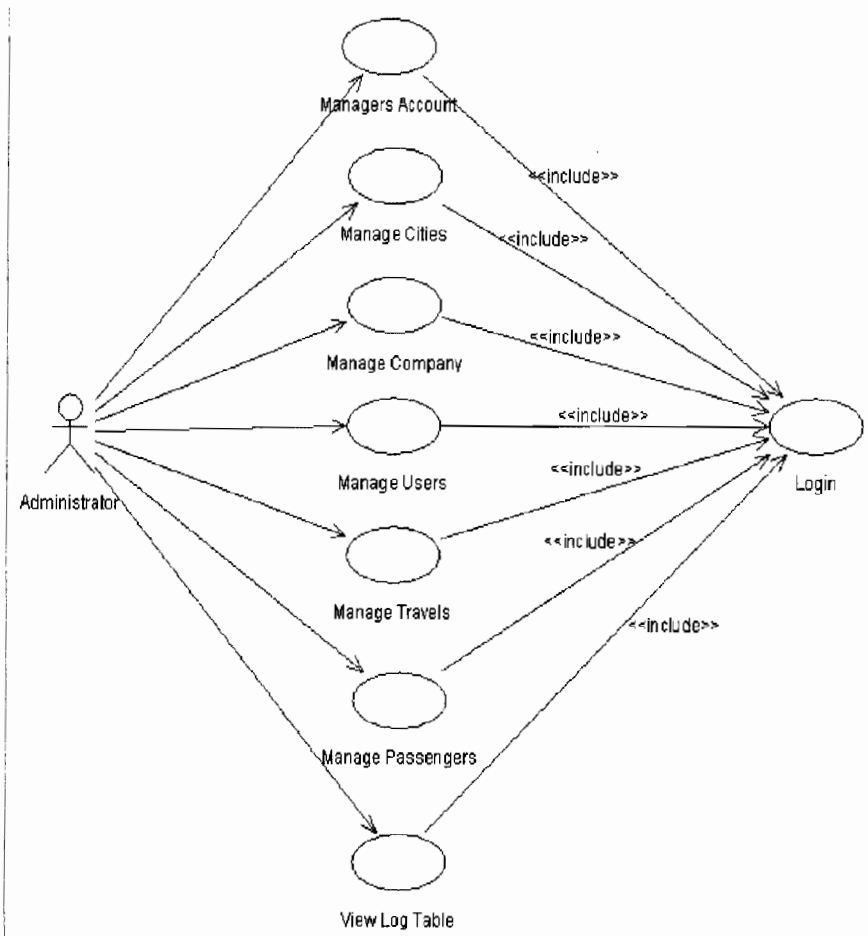 Managers Account
<<include>>
Manage Cities
<<include>>
Manage Company
<<include>>
Manage Users
<<include>>
Administrator
Login
<<include>>
Manage Travels
<<include>>
Manage Passengers
<<include>>
View Log Table